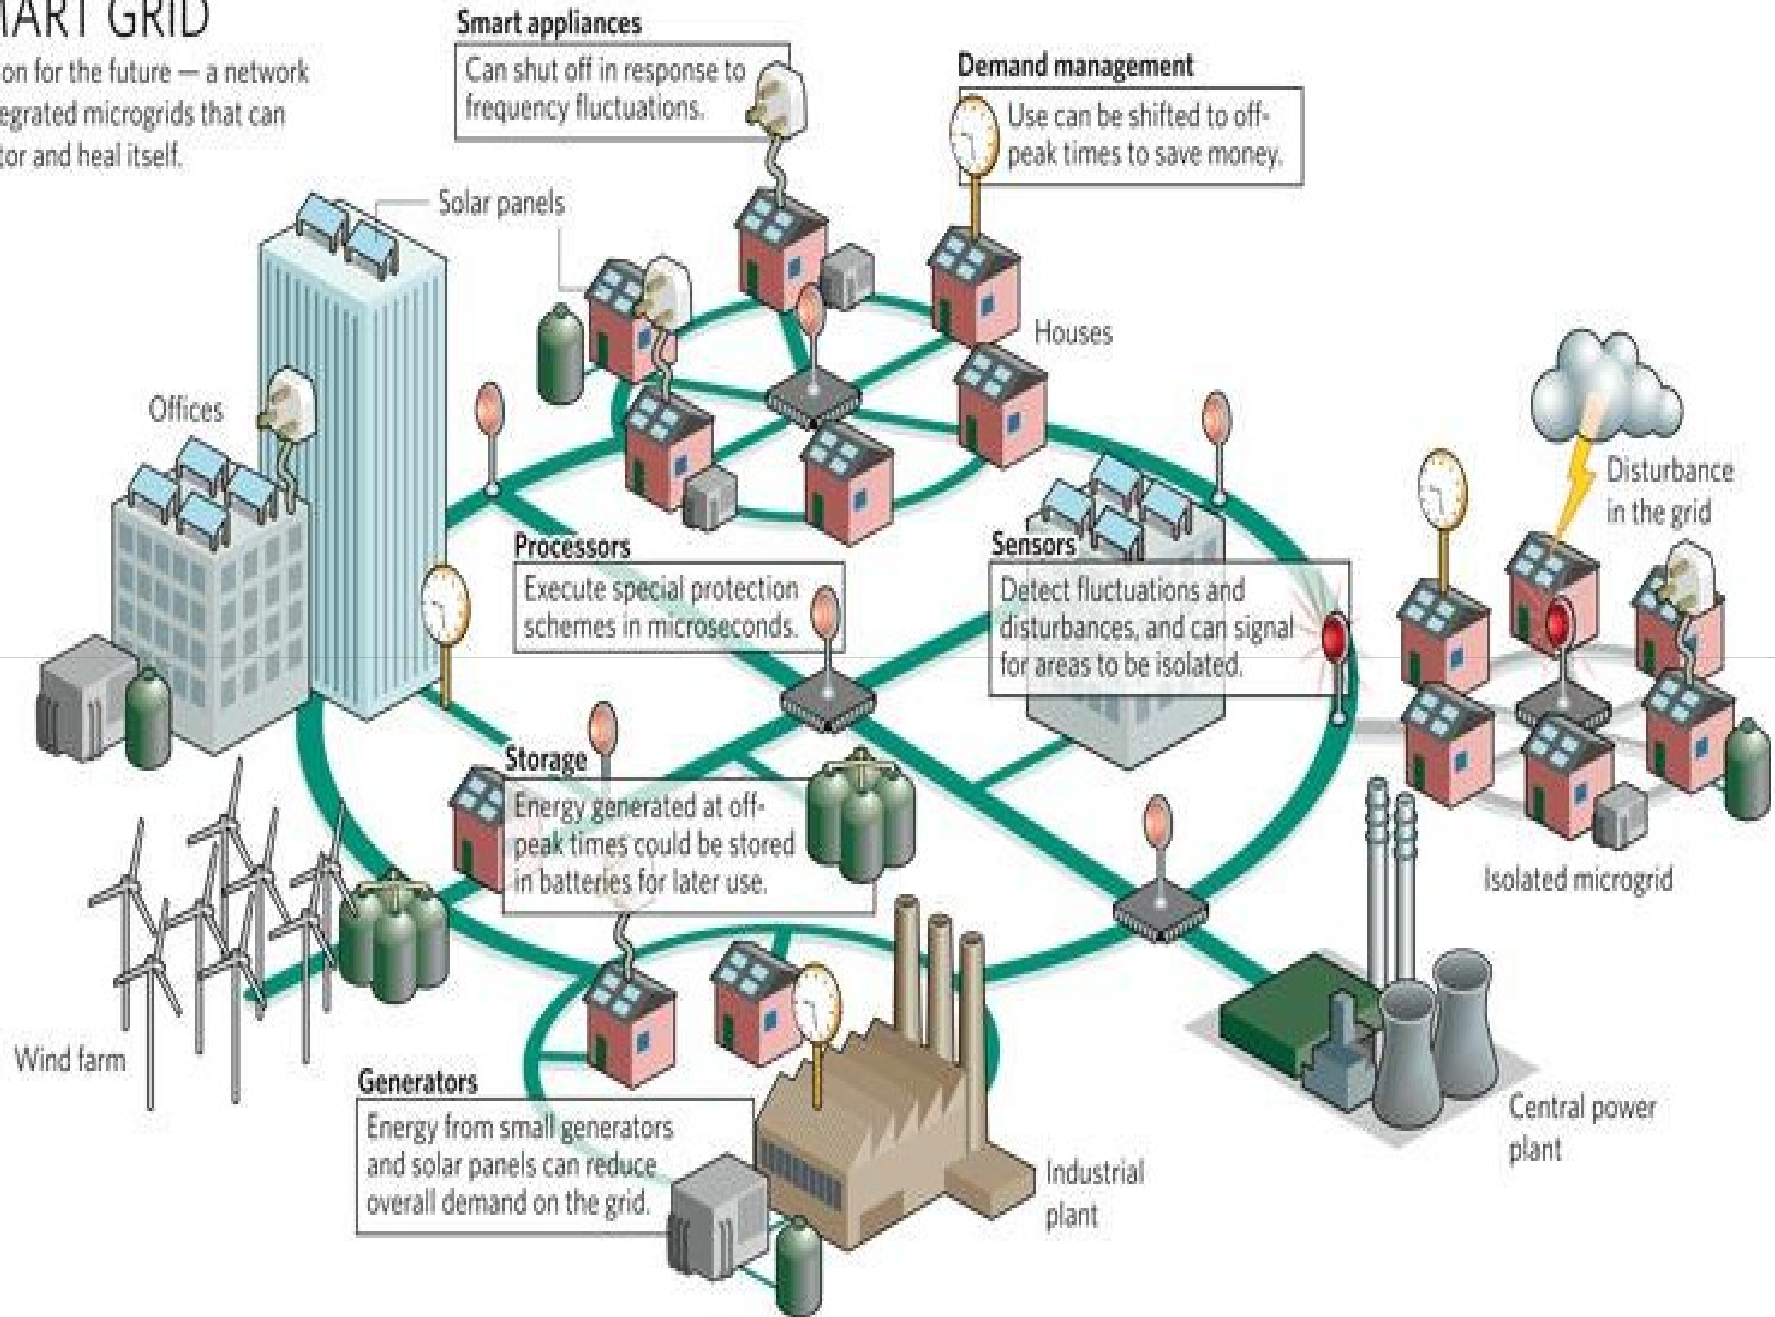 MART GRID
on for the future — a network
egrated microgrids that can
tor and heal itself.
Smart appliances
Can shut off in response to
frequency fluctuations.
Demand management
Use can be shifted to off-
peak times to save money.
Solar panels
Houses
Offices
Disturbance
in the grid
Processors
Execute special protection
schemes in microseconds.
Sensors
Detect fluctuations and
disturbances, and can signal
for areas to be isolated.
Storage
Energy generated at off-
peak times could be stored
in batteries for later use.
Isolated microgrid
Wind farm
Generators
Energy from small generators
and solar panels can reduce
overall demand on the grid.
Central power
plant
Industrial
plant